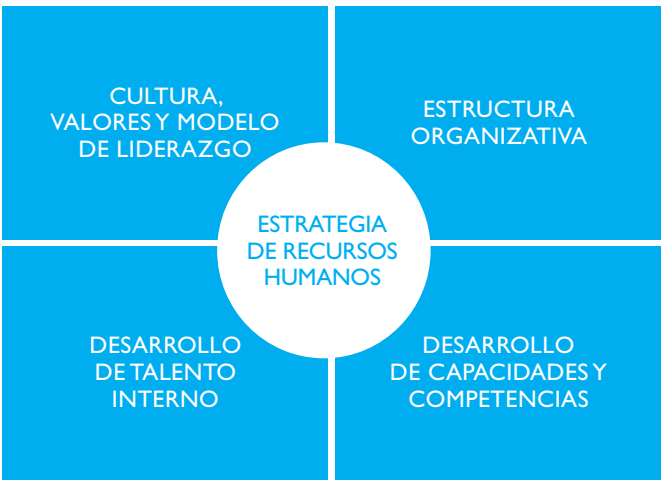 CULTURA,
VALORES Y MODELO
DE LIDERAZGO
ESTRUCTURA
ORGANIZATIVA
ESTRATEGIA
DE RECURSOS
HUMANOS
DESARROLLO
DE TALENTO
INTERNO
DESARROLLO
DE CAPACIDADES Y
COMPETENCIAS